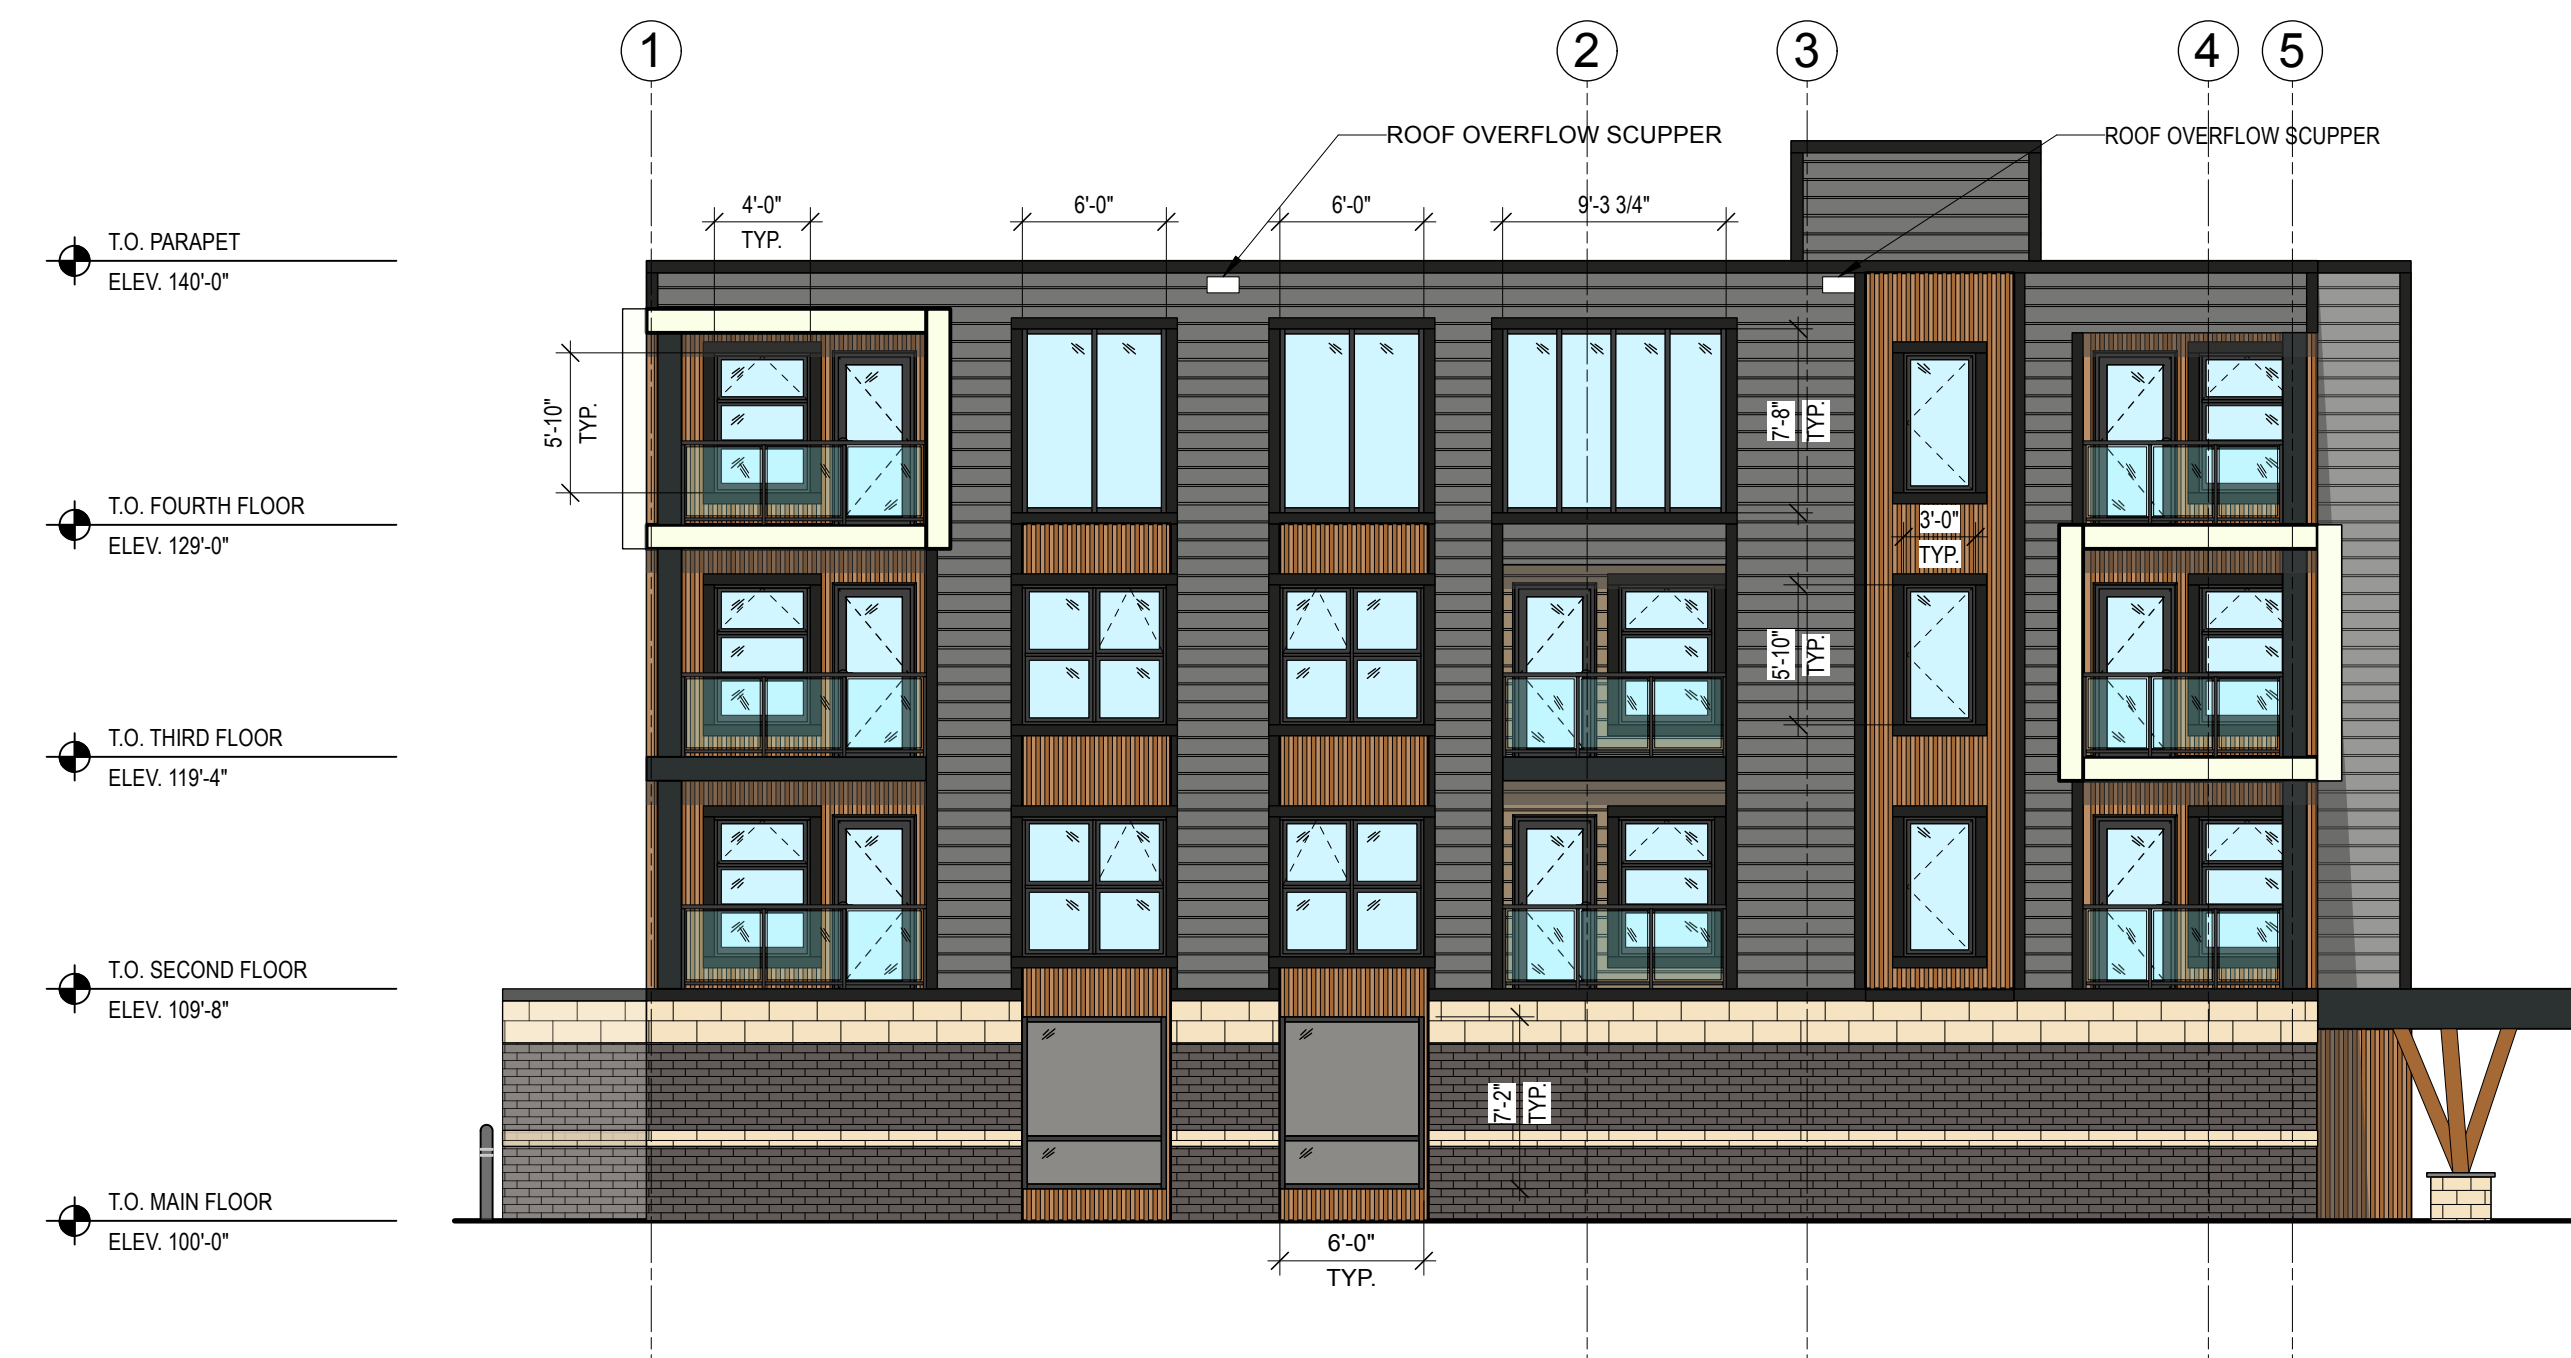 1
2
3
4
5
ROOF OVERFLOW SCUPPER
ROOF OVERFLOW SCUPPER
4'-0"
TYP.
6'-0"
6'-0"
9'-3 3/4"
T.O. PARAPET
ELEV. 140'-0"
5'-10"
TYP.
7'-8"
TYP.
T.O. FOURTH FLOOR
ELEV. 129'-0"
3'-0"
TYP.
5'-10"
TYP.
T.O. THIRD FLOOR
ELEV. 119'-4"
T.O. SECOND FLOOR
ELEV. 109'-8"
7'-2"
TYP.
T.O. MAIN FLOOR
ELEV. 100'-0"
6'-0"
TYP.